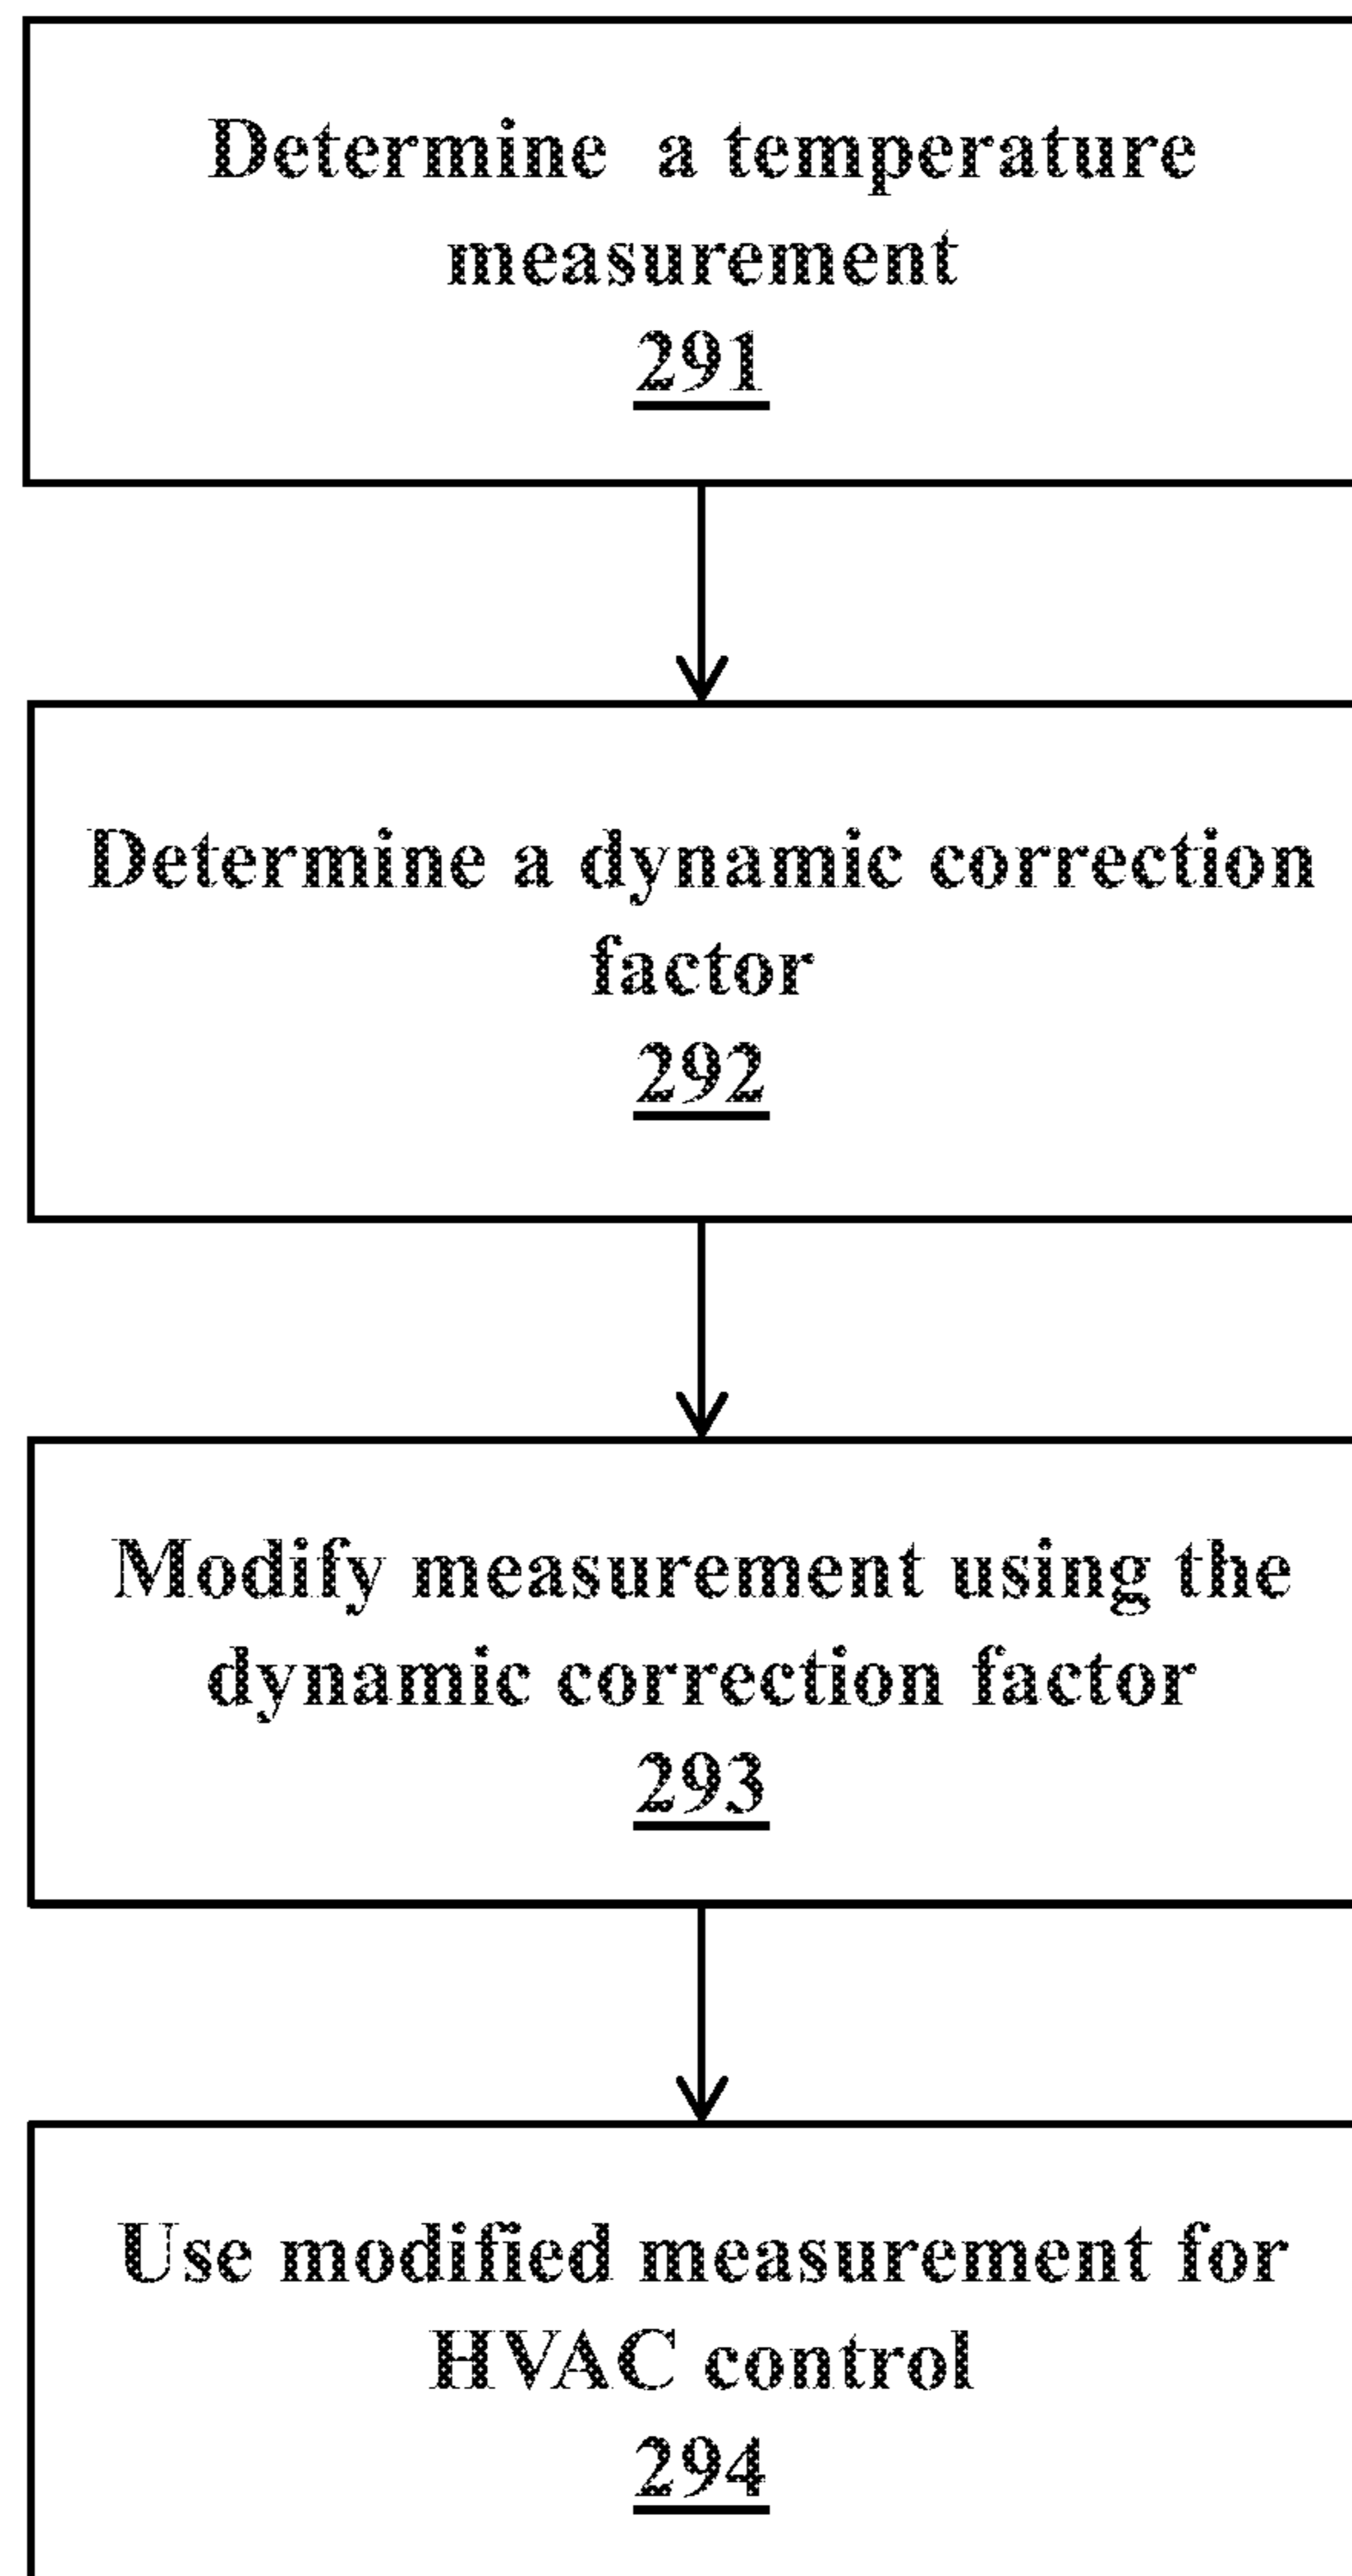 Determine a temperature
measurement
291
Determine a dynamic correction
factor
292
Modify measurement using the
dynamic correction factor
293
Use modified measurement for
HVAC control
294